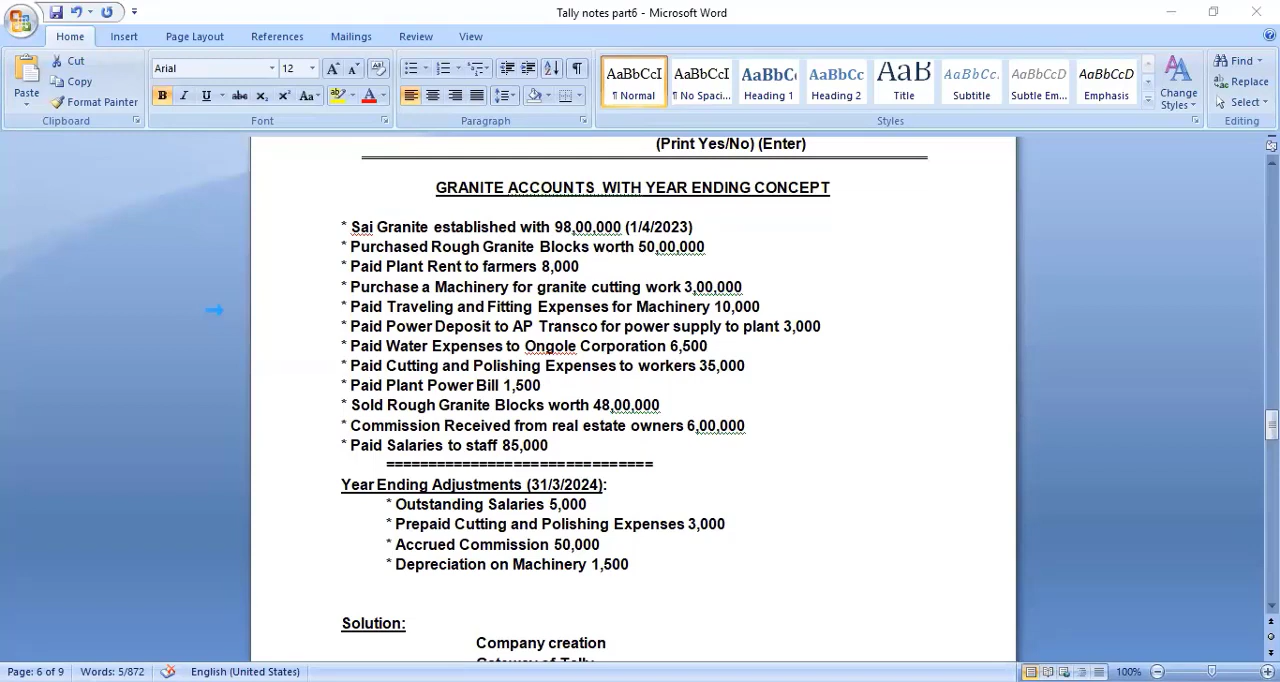 Tally notes part6 - Microsoft Word
Home Insert Page Layout References Mailings Review View
Paste
Cut
Copy
Format Painter
Clipboard
Arial 12
Font
Paragraph
AaBbCcI AaBbCcI AaBbC AaBbCc AaB AaBbCc. AaBbCcD AaBbCcD
¶ Normal ¶ No Spaci... Heading 1 Heading 2 Title Subtitle Subtle Em... Emphasis
Change Styles
Styles
Find
Replace
Select
Editing
(Print Yes/No) (Enter)
GRANITE ACCOUNTS WITH YEAR ENDING CONCEPT
* Sai Granite established with 98,00,000 (1/4/2023)
* Purchased Rough Granite Blocks worth 50,00,000
* Paid Plant Rent to farmers 8,000
* Purchase a Machinery for granite cutting work 3,00,000
* Paid Traveling and Fitting Expenses for Machinery 10,000
* Paid Power Deposit to AP Transco for power supply to plant 3,000
* Paid Water Expenses to Ongole Corporation 6,500
* Paid Cutting and Polishing Expenses to workers 35,000
* Paid Plant Power Bill 1,500
* Sold Rough Granite Blocks worth 48,00,000
* Commission Received from real estate owners 6,00,000
* Paid Salaries to staff 85,000
===============================
Year Ending Adjustments (31/3/2024):
* Outstanding Salaries 5,000
* Prepaid Cutting and Polishing Expenses 3,000
* Accrued Commission 50,000
* Depreciation on Machinery 1,500
Solution:
Company creation
Gateway of Tally
Page: 6 of 9 Words: 5/872 English (United States) 100%